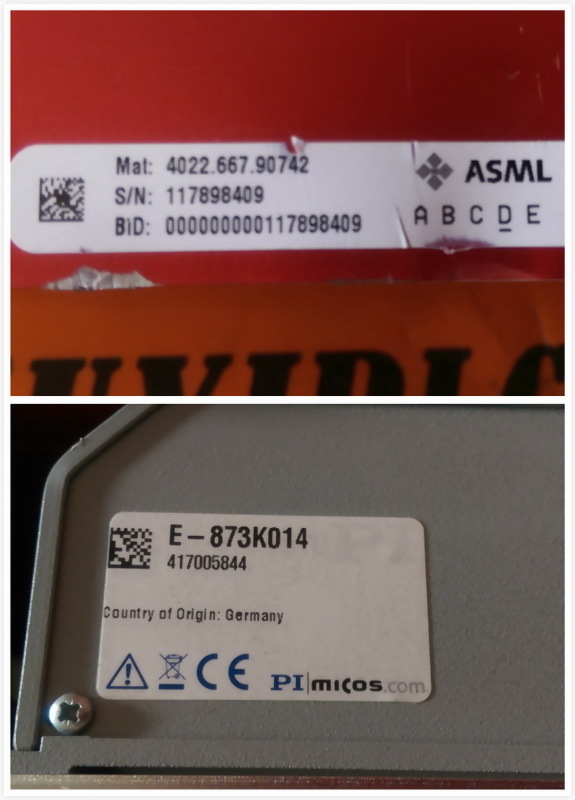 Mat: 4022.667.90742
S/N: 117898409
BiD: 000000000117898409
ASML
A B C D E
E-873K014
417005844
Country of Origin: Germany
CE
PI miCos.com